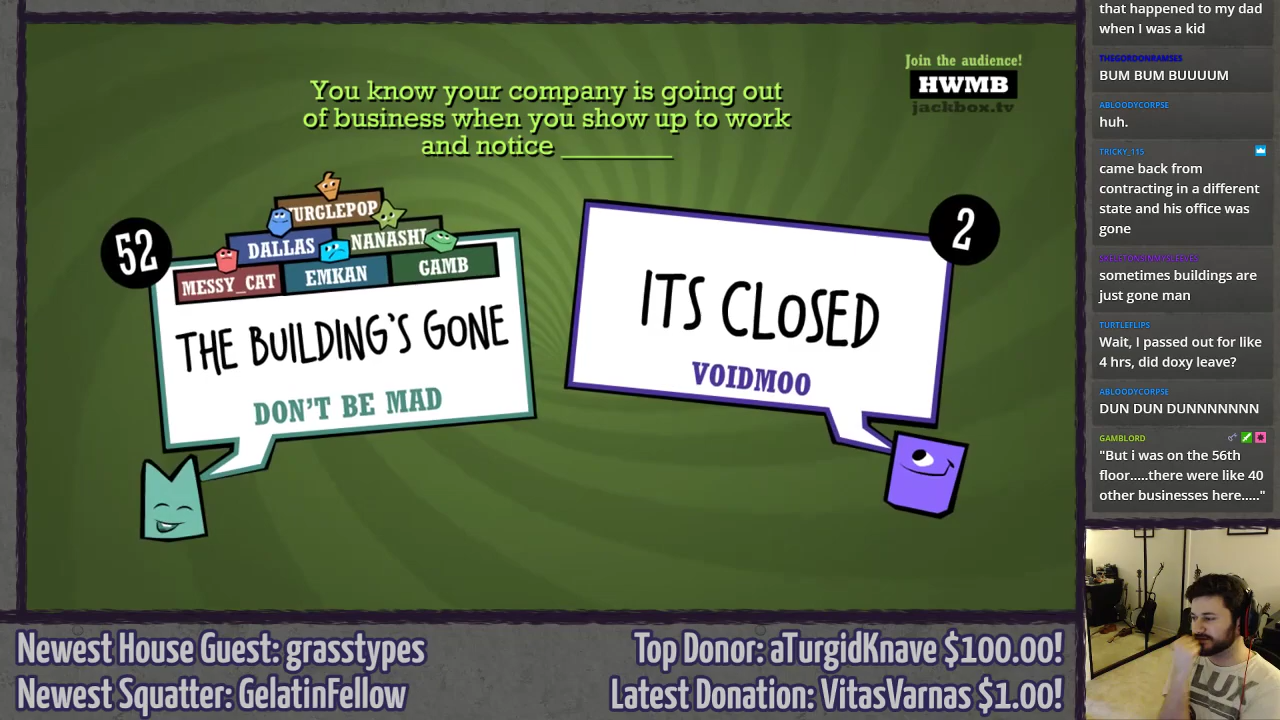 You know your company is going out
of business when you show up to work
and notice ________
Join the audience!
HWMB
jackbox.tv
52
URGLEPOP
DALLAS
NANASHI
MESSY_CAT
EMKAN
GAMB
THE BUILDING'S GONE
DON'T BE MAD
2
ITS CLOSED
VOIDMOO
that happened to my dad
when I was a kid
THEGORDONRAMSES
BUM BUM BUUUUM
ABLOODYCORPSE
huh.
TRICKY_115
came back from
contracting in a different
state and his office was
gone
sometimes buildings are
just gone man
TURTLEFLIPS
Wait, I passed out for like
4 hrs, did doxy leave?
ABLOODYCORPSE
DUN DUN DUNNNNNNN
GAMBLORD
"But i was on the 56th
floor.....there were like 40
other businesses here....."
LUX
Newest House Guest: grasstypes
Newest Squatter: GelatinFellow
Top Donor: aTurgidKnave $100.00!
Latest Donation: VitasVarnas $1.00!